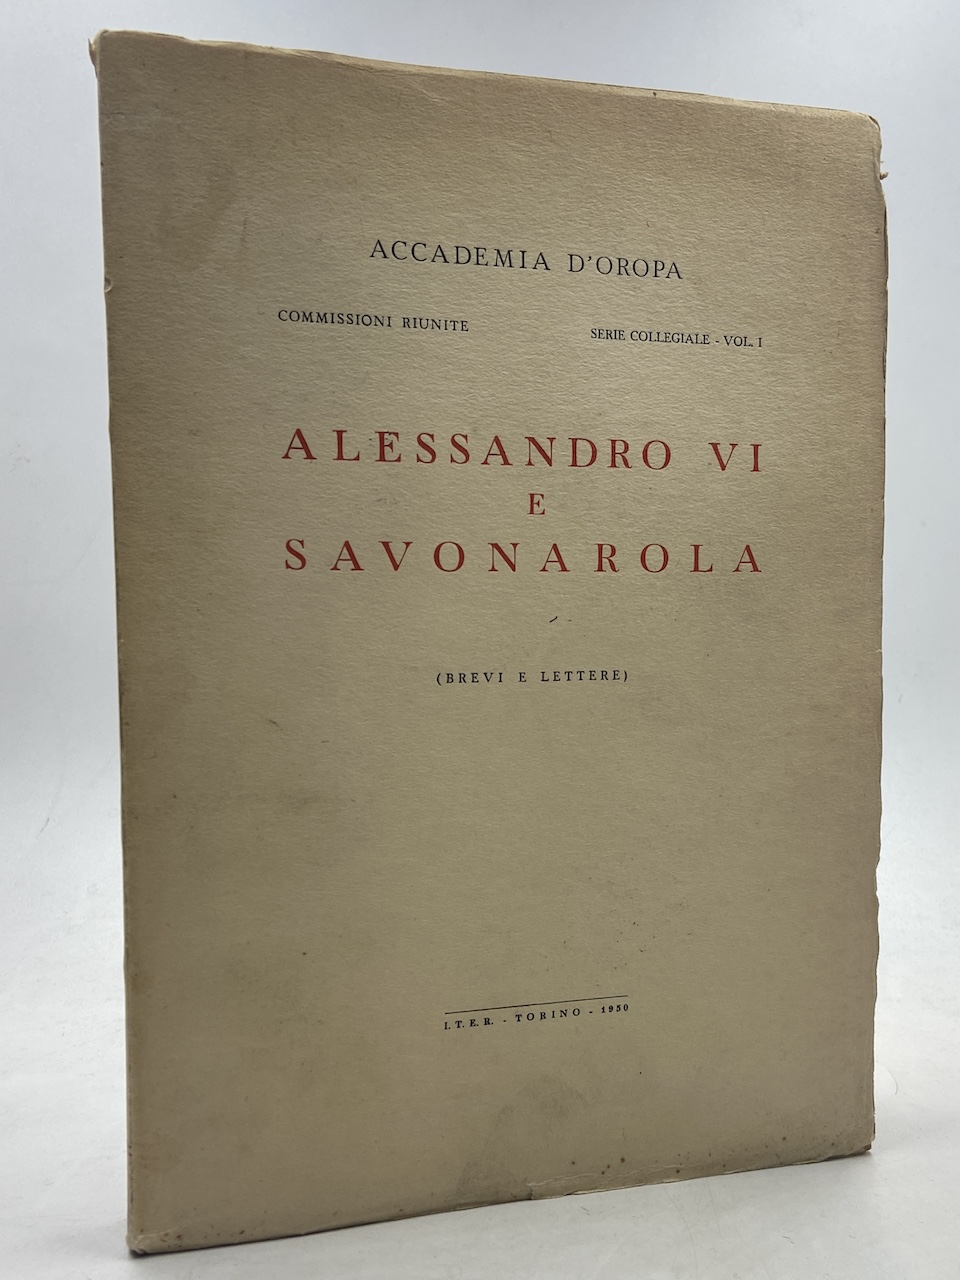 ACCADEMIA D'OROPA
COMMISSIONI RIUNITE
SERIE COLLEGIALE - VOL. I
ALESSANDRO VI
E
SAVONAROLA
(BREVI E LETTERE)
I. T. E. R. - TORINO - 1950